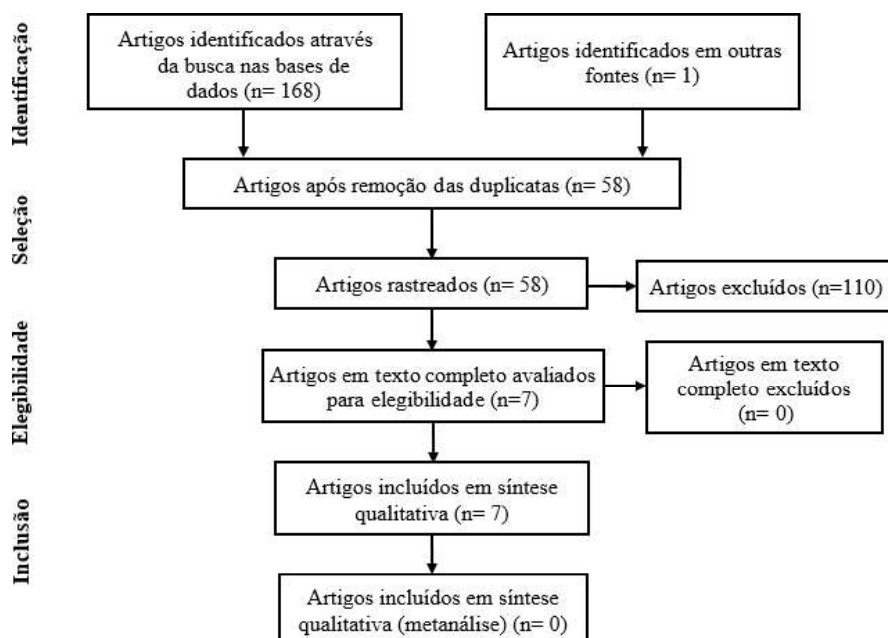 Identificação
Artigos identificados através
da busca nas bases de
dados (n= 168)
Artigos identificados em outras
fontes (n= 1)
Seleção
Artigos após remoção das duplicatas (n= 58)
Artigos rastreados (n= 58)
Artigos excluídos (n=110)
Elegibilidade
Artigos em texto completo avaliados
para elegibilidade (n=7)
Artigos em texto
completo excluídos
(n= 0)
Inclusão
Artigos incluídos em síntese
qualitativa (n= 7)
Artigos incluídos em síntese
qualitativa (metanálise) (n= 0)